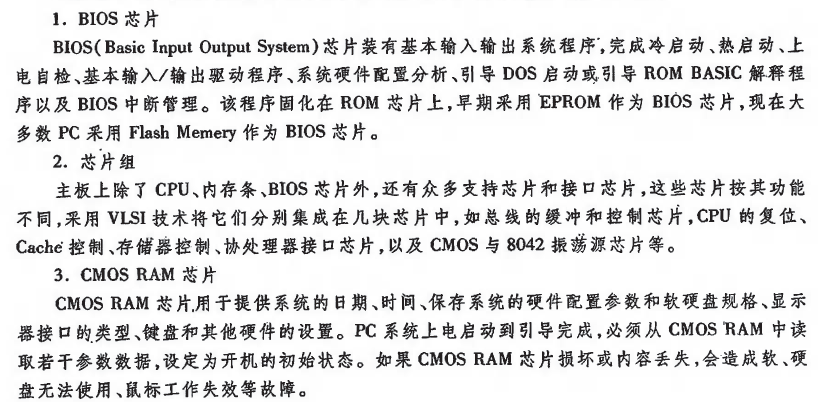 1. BIOS 芯片
BIOS(Basic Input Output System)芯片装有基本输入输出系统程序,完成冷启动、热启动、上
电自检、基本输入/输出驱动程序、系统硬件配置分析、引导 DOS 启动或引导 ROM BASIC 解释程
序以及 BIOS 中断管理。该程序固化在 ROM 芯片上,早期采用 EPROM 作为 BIOS 芯片,现在大
多数 PC 采用 Flash Memery 作为 BIOS 芯片。
2. 芯片组
主板上除了 CPU、内存条、BIOS 芯片外,还有众多支持芯片和接口芯片,这些芯片按其功能
不同,采用 VLSI 技术将它们分别集成在几块芯片中,如总线的缓冲和控制芯片,CPU 的复位、
Cache 控制、存储器控制、协处理器接口芯片,以及 CMOS 与 8042 振荡源芯片等。
3. CMOS RAM 芯片
CMOS RAM 芯片用于提供系统的日期、时间、保存系统的硬件配置参数和软硬盘规格、显示
器接口的类型、键盘和其他硬件的设置。PC 系统上电启动到引导完成,必须从 CMOS RAM 中读
取若干参数数据,设定为开机的初始状态。如果 CMOS RAM 芯片损坏或内容丢失,会造成软、硬
盘无法使用、鼠标工作失效等故障。